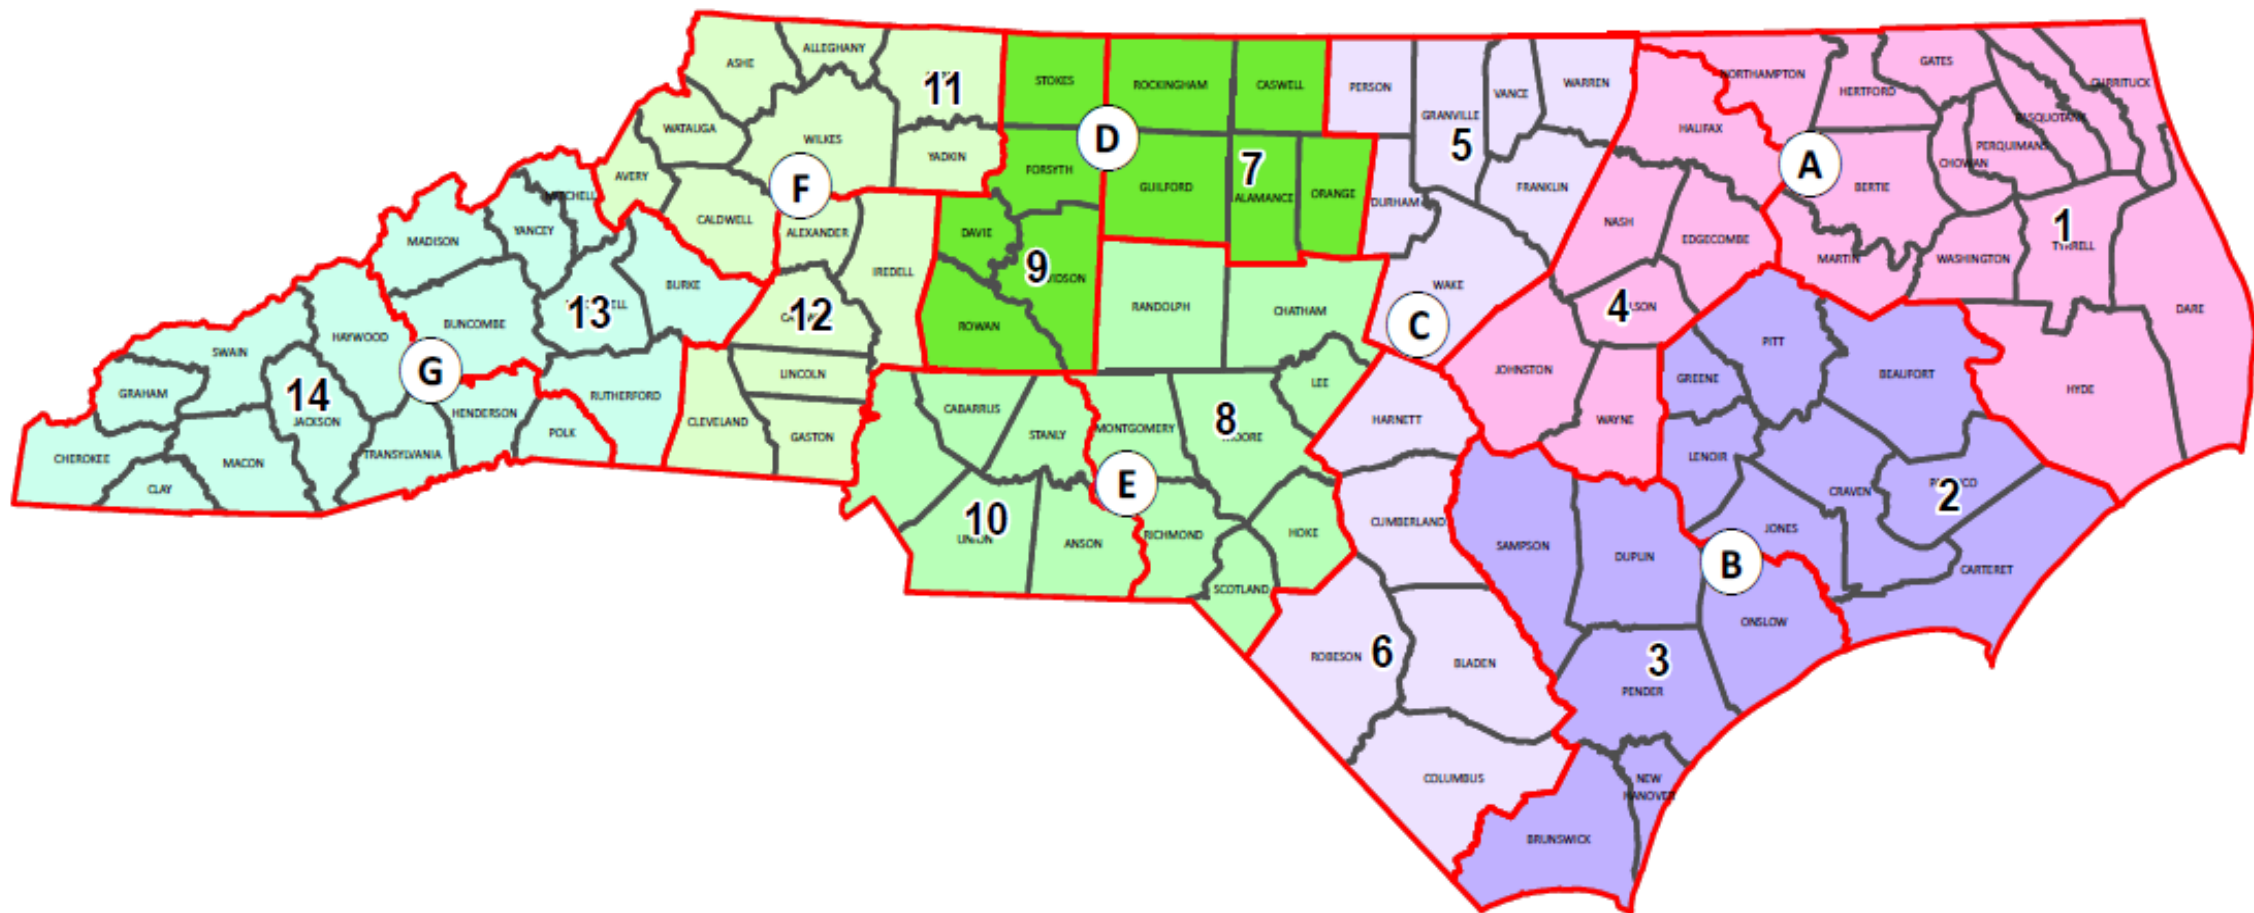 ASHE
ALLEGHANY
11
WATAUGA
WILKES
YADKIN
AVERY
F
CALDWELL
ALEXANDER
IREDELL
12
LINCOLN
CLEVELAND
GASTON
STOKES
ROCKINGHAM
CASWELL
D
FORSYTH
GUILFORD
7
ALAMANCE
ORANGE
DAVIE
9
ROWAN
PERSON
GRANVILLE
VANCE
WARREN
5
FRANKLIN
DURHAM
WAKE
C
HARNETT
CUMBERLAND
ROBESON
6
BLADEN
COLUMBUS
NORTHAMPTON
GATES
CURRITUCK
HERTFORD
PASQUOTANK
HALIFAX
PERQUIMANS
A
CHOWAN
BERTIE
NASH
EDGECOMBE
MARTIN
WASHINGTON
1
TYRRELL
DARE
HYDE
4
JOHNSTON
WAYNE
PITT
GREENE
BEAUFORT
LENOIR
CRAVEN
2
JONES
CARTERET
SAMPSON
DUPLIN
B
ONSLOW
3
PENDER
NEW
HANOVER
BRUNSWICK
RANDOLPH
CHATHAM
LEE
CABARRUS
STANLY
MONTGOMERY
8
MOORE
E
10
UNION
ANSON
RICHMOND
HOKE
SCOTLAND
MITCHELL
YANCEY
MADISON
BURKE
BUNCOMBE
13
HAYWOOD
SWAIN
G
GRAHAM
14
JACKSON
HENDERSON
RUTHERFORD
POLK
TRANSYLVANIA
MACON
CHEROKEE
CLAY